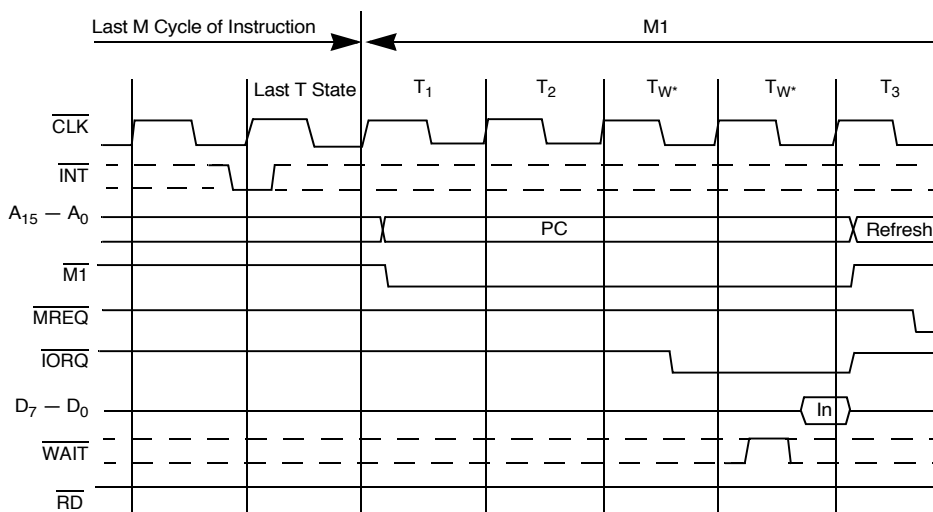 Last M Cycle of Instruction M1
Last T State T1 T2 TW* TW* T3
CLK
INT
A15 — A0 PC Refresh
M1
MREQ
IORQ
D7 — D0 In
WAIT
RD